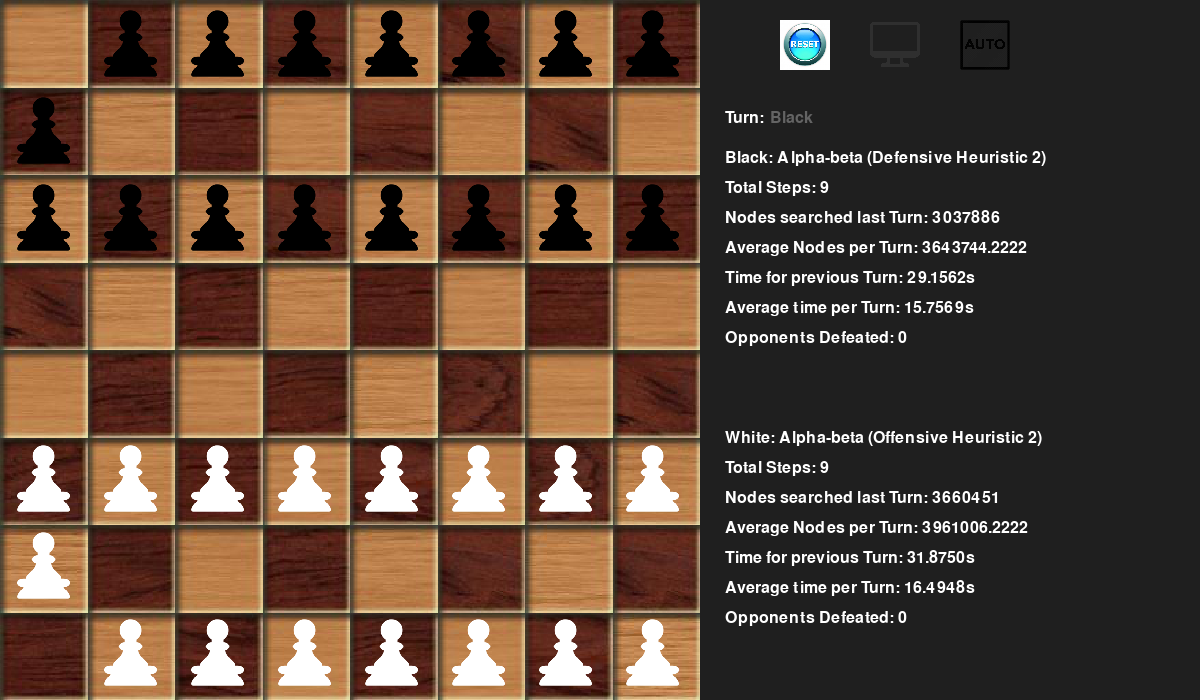 RESET
AUTO
Turn: Black
Black: Alpha-beta (Defensive Heuristic 2)
Total Steps: 9
Nodes searched last Turn: 3037886
Average Nodes per Turn: 3643744.2222
Time for previous Turn: 29.1562s
Average time per Turn: 15.7569s
Opponents Defeated: 0
White: Alpha-beta (Offensive Heuristic 2)
Total Steps: 9
Nodes searched last Turn: 3660451
Average Nodes per Turn: 3961006.2222
Time for previous Turn: 31.8750s
Average time per Turn: 16.4948s
Opponents Defeated: 0